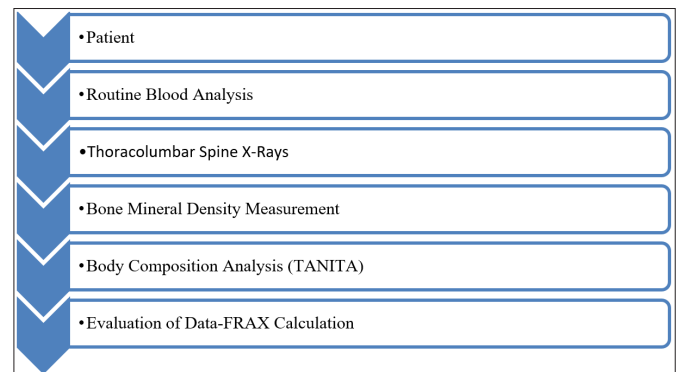 •Patient
•Routine Blood Analysis
•Thoracolumbar Spine X-Rays
•Bone Mineral Density Measurement
•Body Composition Analysis (TANITA)
•Evaluation of Data-FRAX Calculation